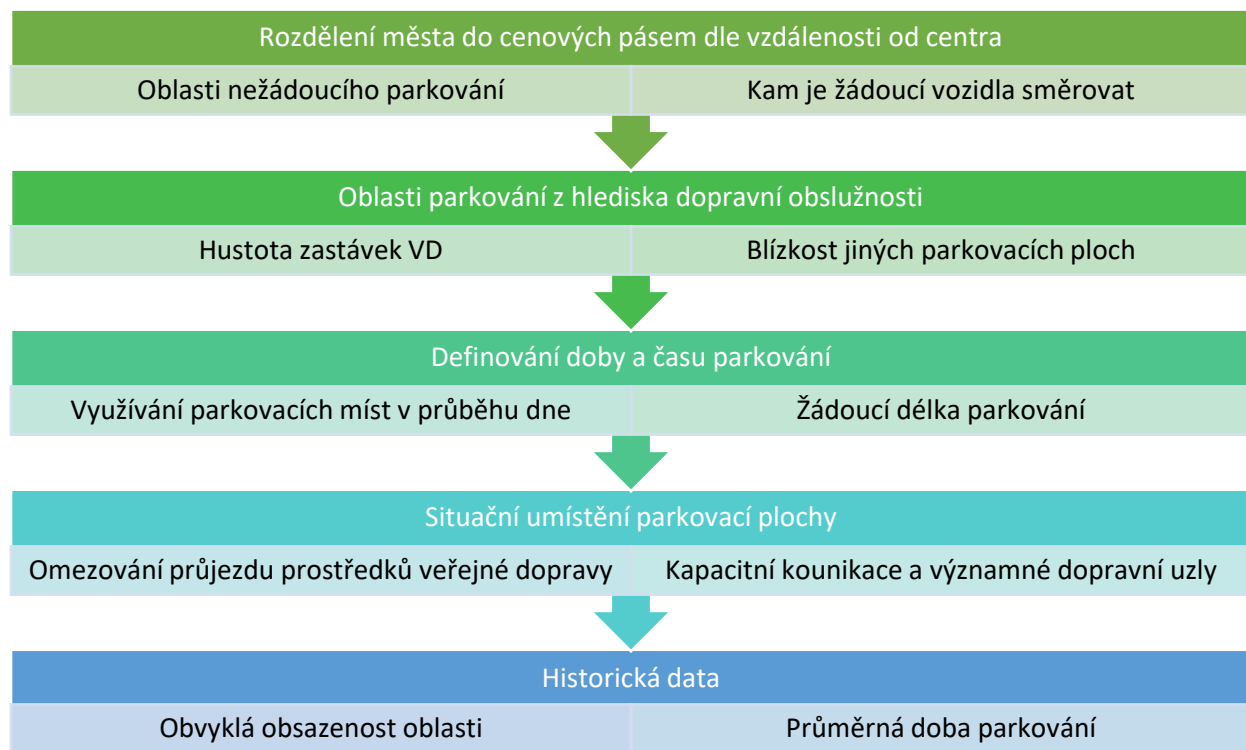 Rozdělení města do cenových pásem dle vzdálenosti od centra
Oblasti nežádoucího parkování
Kam je žádoucí vozidla směrovat
Oblasti parkování z hlediska dopravní obslužnosti
Hustota zastávek VD
Blízkost jiných parkovacích ploch
Definování doby a času parkování
Využívání parkovacích míst v průběhu dne
Žádoucí délka parkování
Situační umístění parkovací plochy
Omezování průjezdu prostředků veřejné dopravy
Kapacitní kounikace a významné dopravní uzly
Historická data
Obvyklá obsazenost oblasti
Průměrná doba parkování